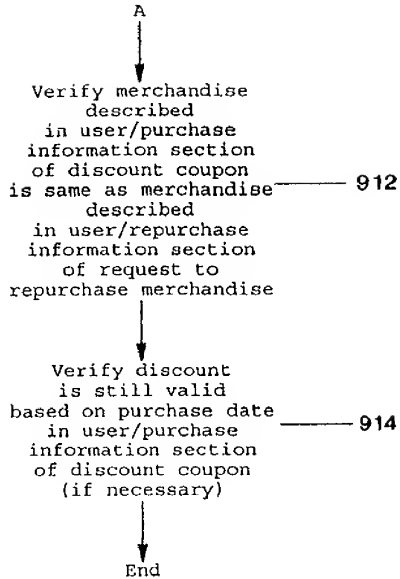 A
Verify merchandise
described
in user/purchase
information section
of discount coupon
is same as merchandise
described
in user/repurchase
information section
of request to
repurchase merchandise
912
Verify discount
is still valid
based on purchase date
in user/purchase
information section
of discount coupon
(if necessary)
914
End